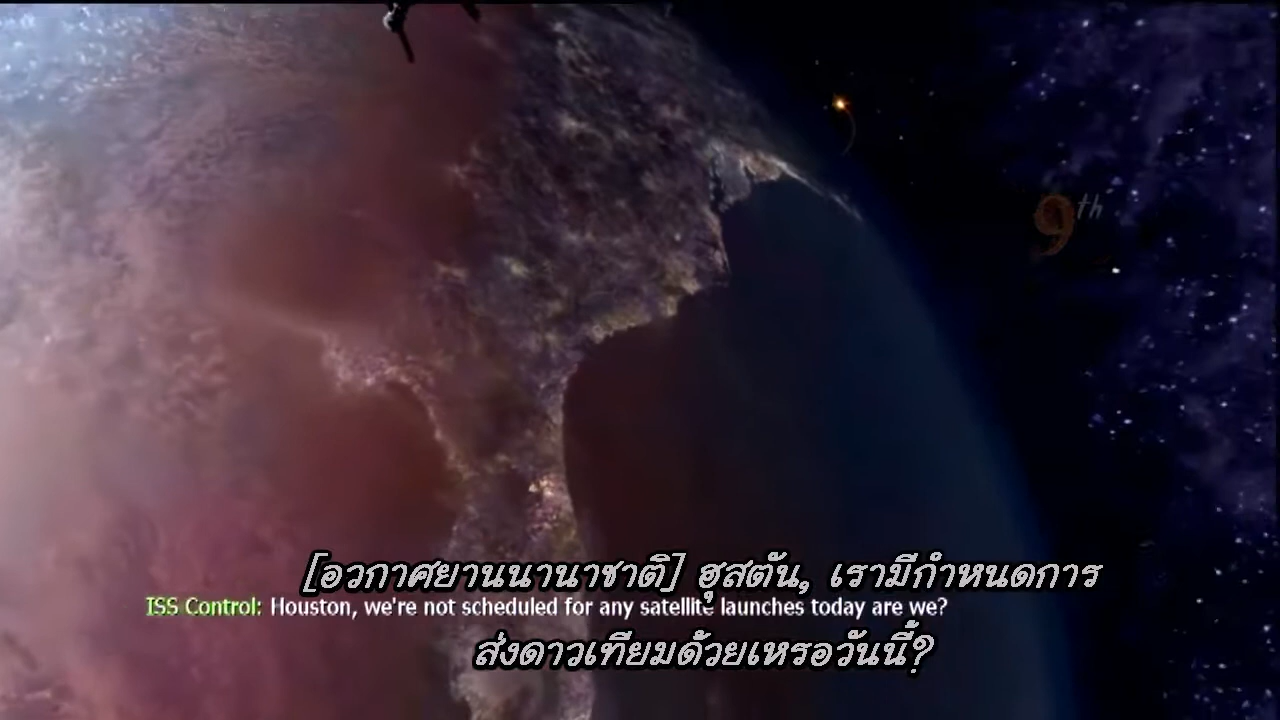 9th
[อวกาศยานนานาชาติ] ฮุสตัน, เรามีกำหนดการ
ISS Control: Houston, we're not scheduled for any satellite launches today are we?
ส่งดาวเทียมด้วยเหรอวันนี้?